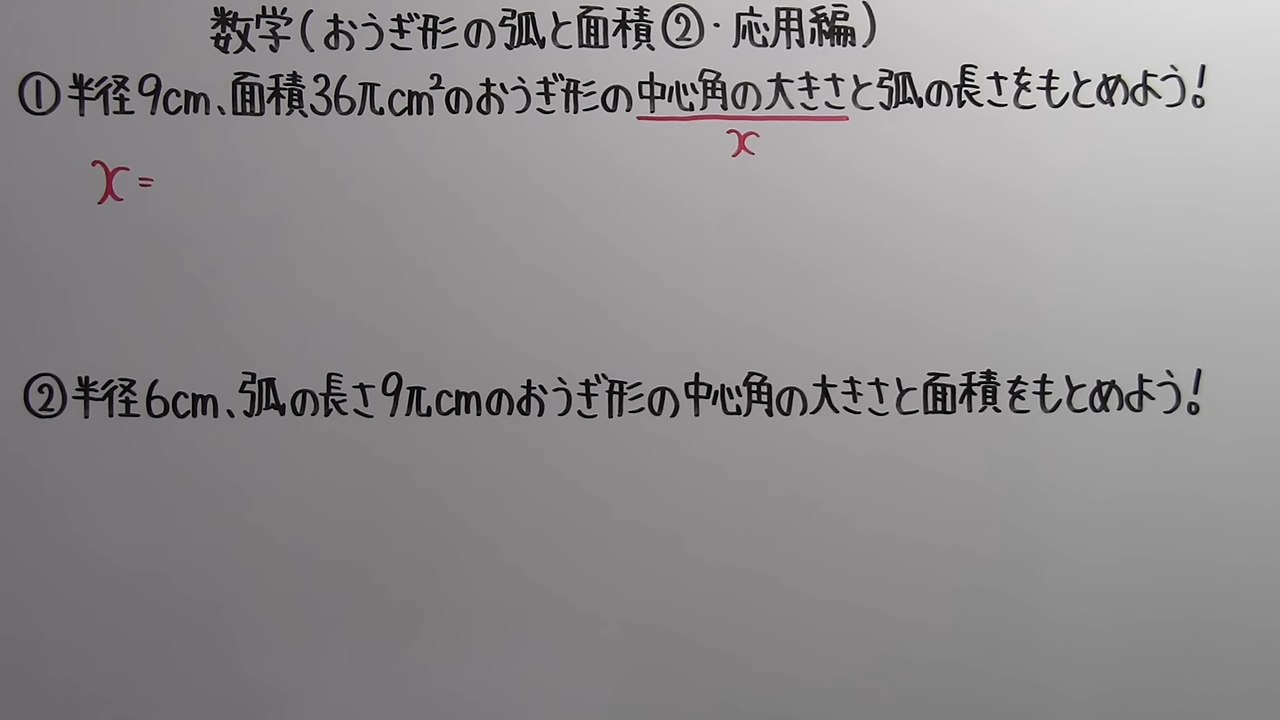 数学(おうぎ形の弧と面積②・応用編)
①半径9cm、面積36πcm²のおうぎ形の中心角の大きさと弧の長さをもとめよう!
x
x=
②半径6cm、弧の長さ9πcmのおうぎ形の中心角の大きさと面積をもとめよう!